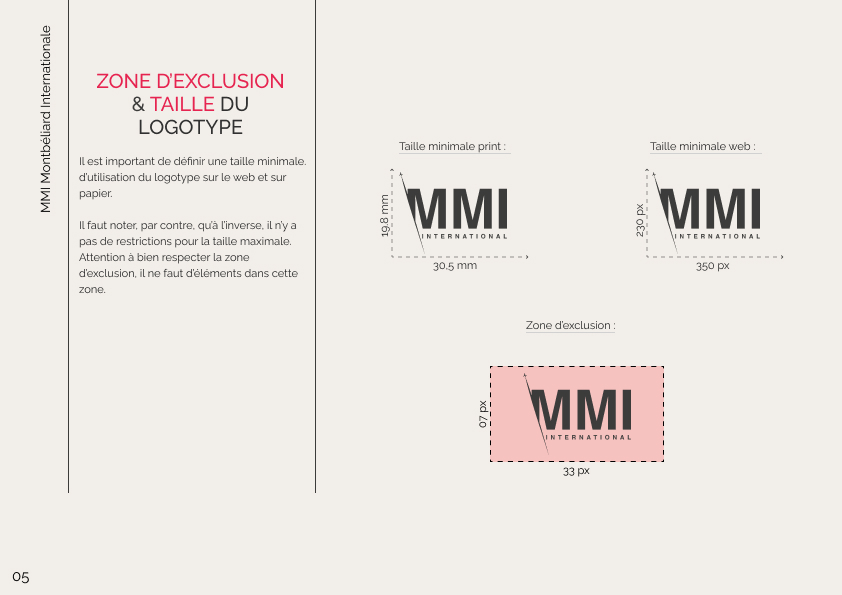 MMI Montbéliard Internationale
ZONE D'EXCLUSION
& TAILLE DU
LOGOTYPE
Il est important de définir une taille minimale.
d'utilisation du logotype sur le web et sur
papier.
Il faut noter, par contre, qu'à l'inverse, il n'y a
pas de restrictions pour la taille maximale.
Attention à bien respecter la zone
d'exclusion, il ne faut d'éléments dans cette
zone.
Taille minimale print :
19,8 mm
MMI
INTERNATIONAL
30,5 mm
Taille minimale web :
230 px
MMI
INTERNATIONAL
350 px
Zone d'exclusion :
07 px
MMI
INTERNATIONAL
33 px
05